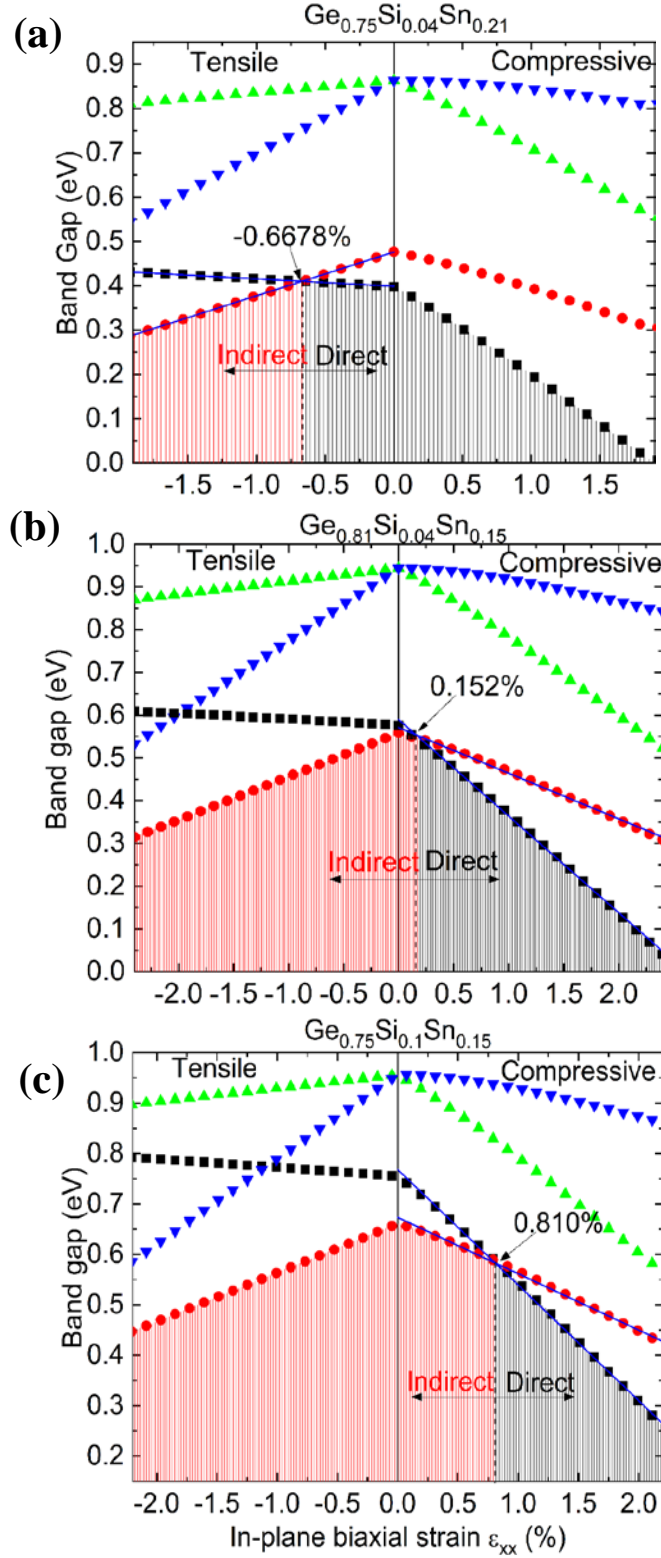 (a)
Ge0.75Si0.04Sn0.21
Tensile
Compressive
0.9
0.8
0.7
0.6
0.5
0.4
0.3
0.2
0.1
0.0
Band Gap (eV)
-0.6678%
Indirect Direct
-1.5 -1.0 -0.5 0.0 0.5 1.0 1.5
(b)
Ge0.81Si0.04Sn0.15
Tensile
Compressive
1.0
0.9
0.8
0.7
0.6
0.5
0.4
0.3
0.2
0.1
0.0
Band gap (eV)
0.152%
Indirect Direct
-2.0 -1.5 -1.0 -0.5 0.0 0.5 1.0 1.5 2.0
(c)
Ge0.75Si0.1Sn0.15
Tensile
Compressive
1.0
0.9
0.8
0.7
0.6
0.5
0.4
0.3
0.2
Band gap (eV)
0.810%
Indirect Direct
-2.0 -1.5 -1.0 -0.5 0.0 0.5 1.0 1.5 2.0
In-plane biaxial strain εxx (%)